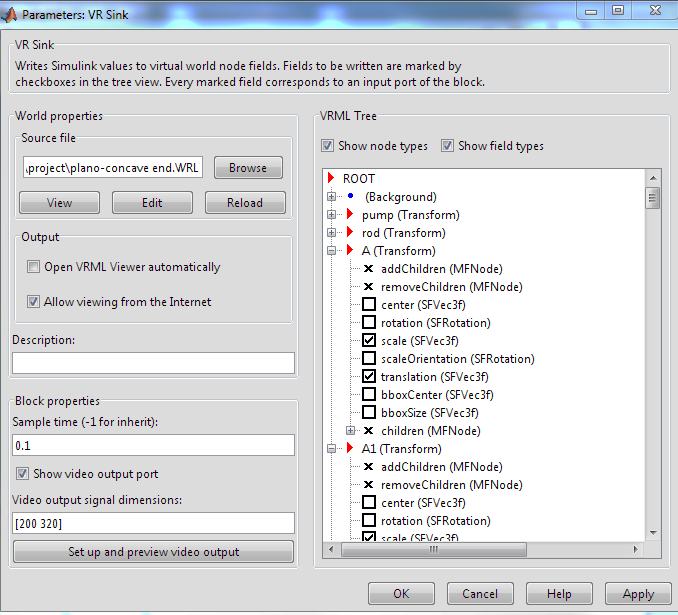 Parameters: VR Sink
VR Sink
Writes Simulink values to virtual world node fields. Fields to be written are marked by
checkboxes in the tree view. Every marked field corresponds to an input port of the block.
World properties
Source file
\project\plano-concave end.WRL
Browse
View
Edit
Reload
Output
Open VRML Viewer automatically
Allow viewing from the Internet
Description:
Block properties
Sample time (-1 for inherit):
0.1
Show video output port
Video output signal dimensions:
[200 320]
Set up and preview video output
VRML Tree
Show node types
Show field types
ROOT
(Background)
pump (Transform)
rod (Transform)
A (Transform)
addChildren (MFNode)
removeChildren (MFNode)
center (SFVec3f)
rotation (SFRotation)
scale (SFVec3f)
scaleOrientation (SFRotation)
translation (SFVec3f)
bboxCenter (SFVec3f)
bboxSize (SFVec3f)
children (MFNode)
A1 (Transform)
addChildren (MFNode)
removeChildren (MFNode)
center (SFVec3f)
rotation (SFRotation)
scale (SFVec3f)
OK
Cancel
Help
Apply